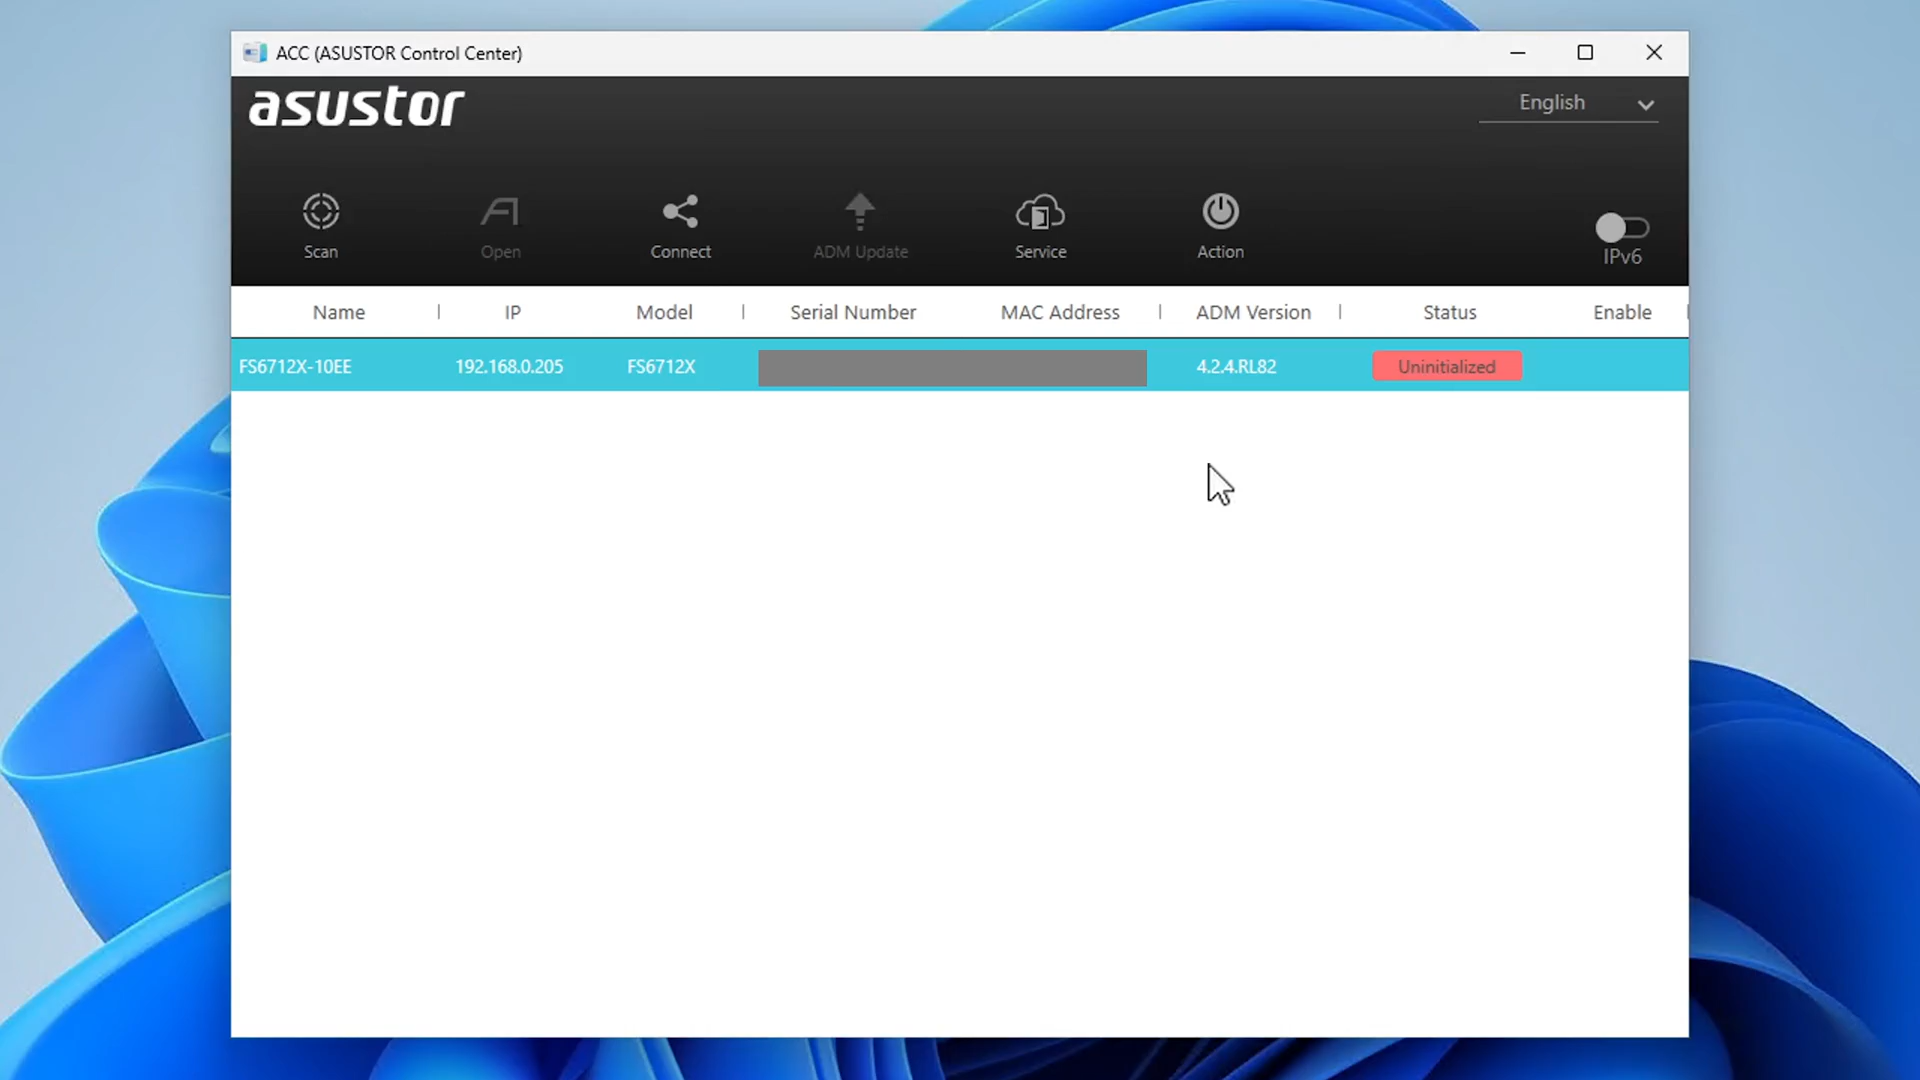 ACC (ASUSTOR Control Center)
asustor
English
Scan
Open
Connect
ADM Update
Service
Action
IPv6
Name IP Model Serial Number MAC Address ADM Version Status Enable
FS6712X-10EE 192.168.0.205 FS6712X 4.2.4.RL82 Uninitialized